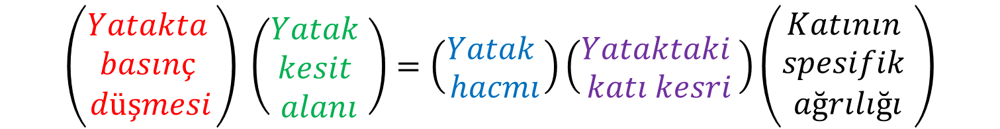 (Yatakta basınç düşmesi) (Yatak kesit alanı) = (Yatak hacmı) (Yataktaki katı kesri) (Katının spesifik ağrılığı)